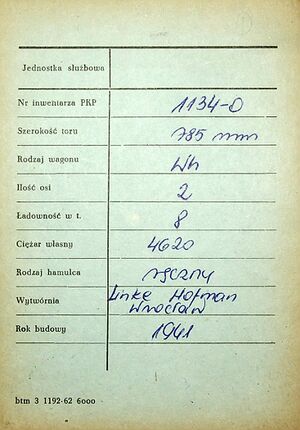 Jednostka służbowa
Nr inwentarza PKP 1134-0
Szerokość toru 785 mm
Rodzaj wagonu Wh
Ilość osi 2
Ładowność w t. 8
Ciężar własny 4620
Rodzaj hamulca ręczny
Wytwórnia Linke Hofman
Wrocław
Rok budowy 1941
btm 3 1192-62 6000